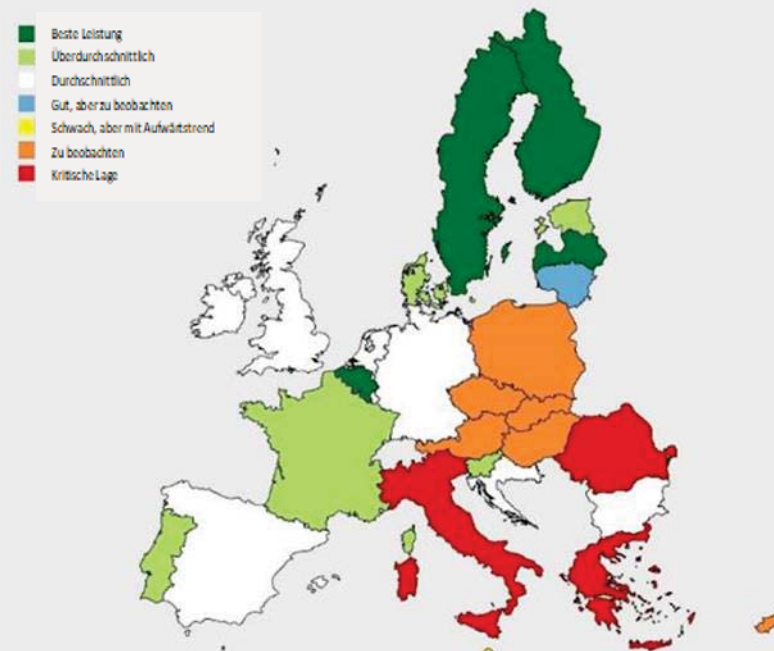 Beste Leistung
Überdurchschnittlich
Durchschnittlich
Gut, aber zu beobachten
Schwach, aber mit Aufwärtstrend
Zu beobachten
Kritische Lage